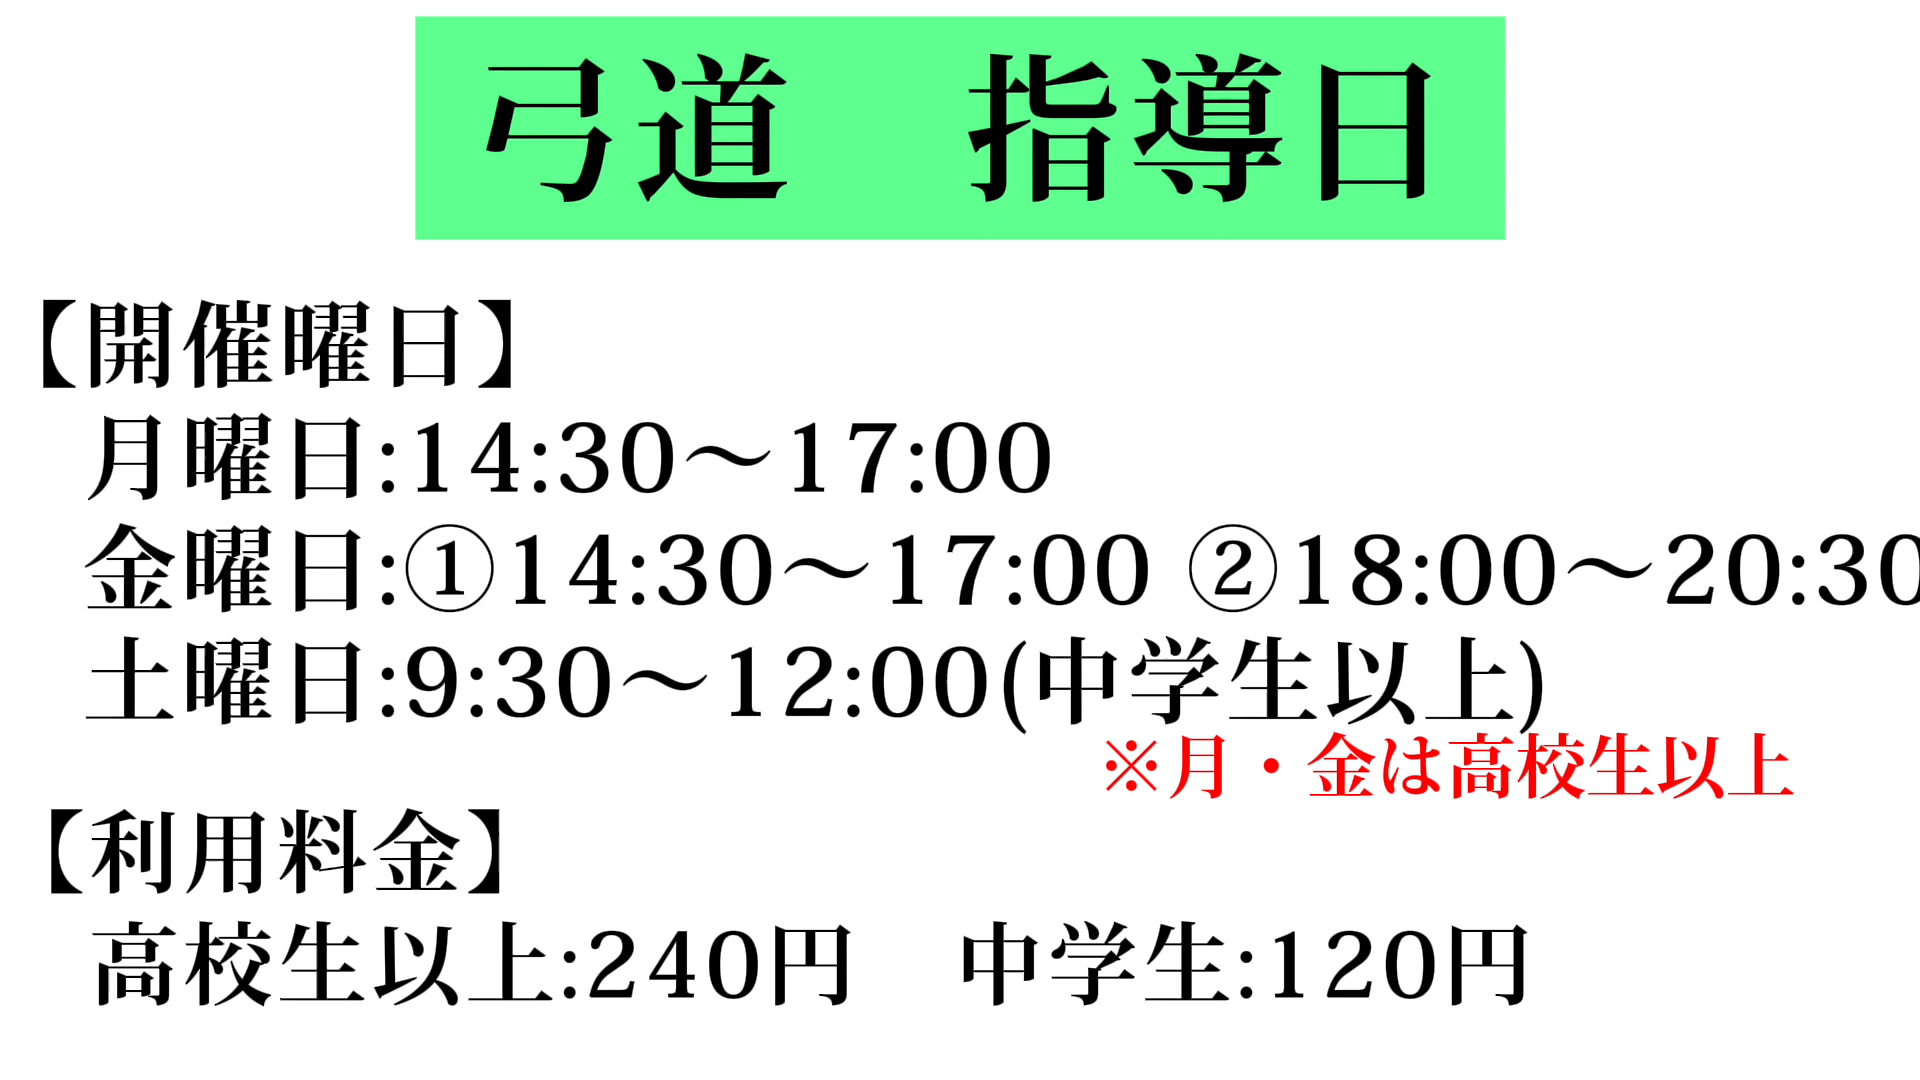 弓道　指導日
【開催曜日】
月曜日:14:30～17:00
金曜日:①14:30～17:00 ②18:00～20:30
土曜日:9:30～12:00(中学生以上)
※月・金は高校生以上
【利用料金】
高校生以上:240円　中学生:120円